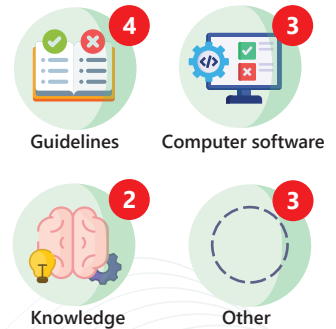 4
3
Guidelines
Computer software
2
3
Knowledge
Other